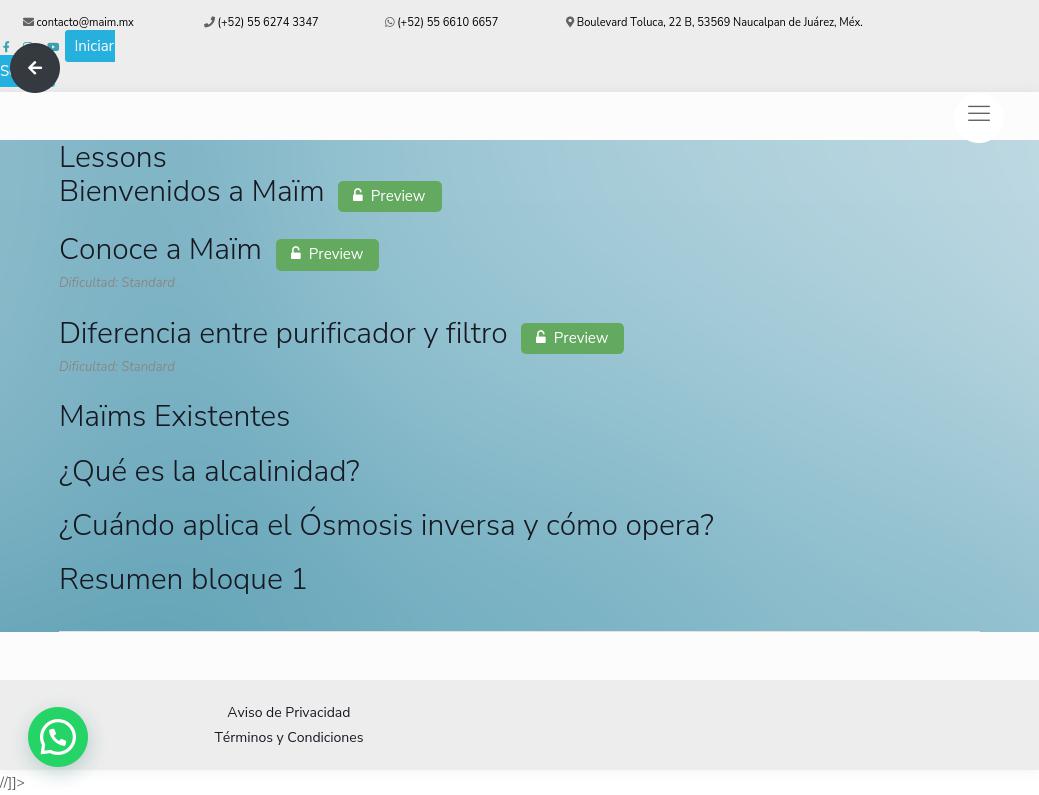 contacto@maim.mx
(+52) 55 6274 3347
(+52) 55 6610 6657
Boulevard Toluca, 22 B, 53569 Naucalpan de Juárez, Méx.
Iniciar
S
Lessons
Bienvenidos a Maïm
Preview
Conoce a Maïm
Preview
Dificultad: Standard
Diferencia entre purificador y filtro
Preview
Dificultad: Standard
Maïms Existentes
¿Qué es la alcalinidad?
¿Cuándo aplica el Ósmosis inversa y cómo opera?
Resumen bloque 1
Aviso de Privacidad
Términos y Condiciones
//]]>